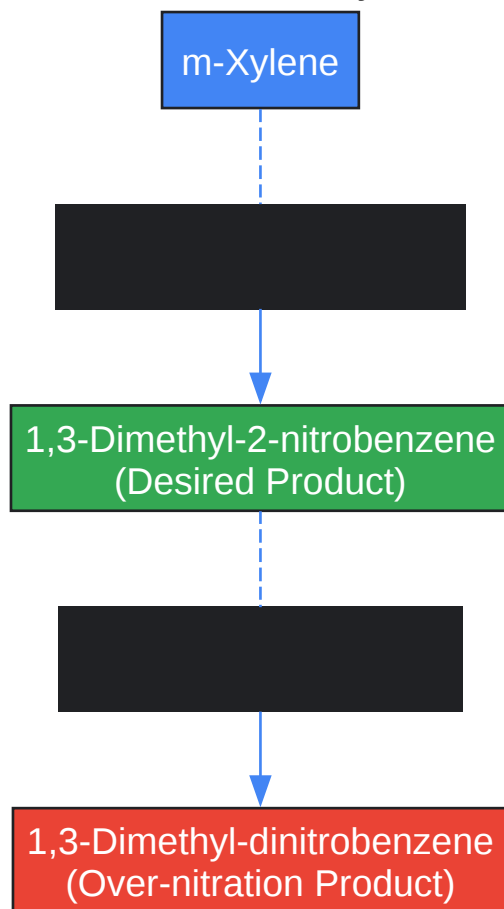 m-Xylene
1,3-Dimethyl-2-nitrobenzene
(Desired Product)
1,3-Dimethyl-dinitrobenzene
(Over-nitration Product)